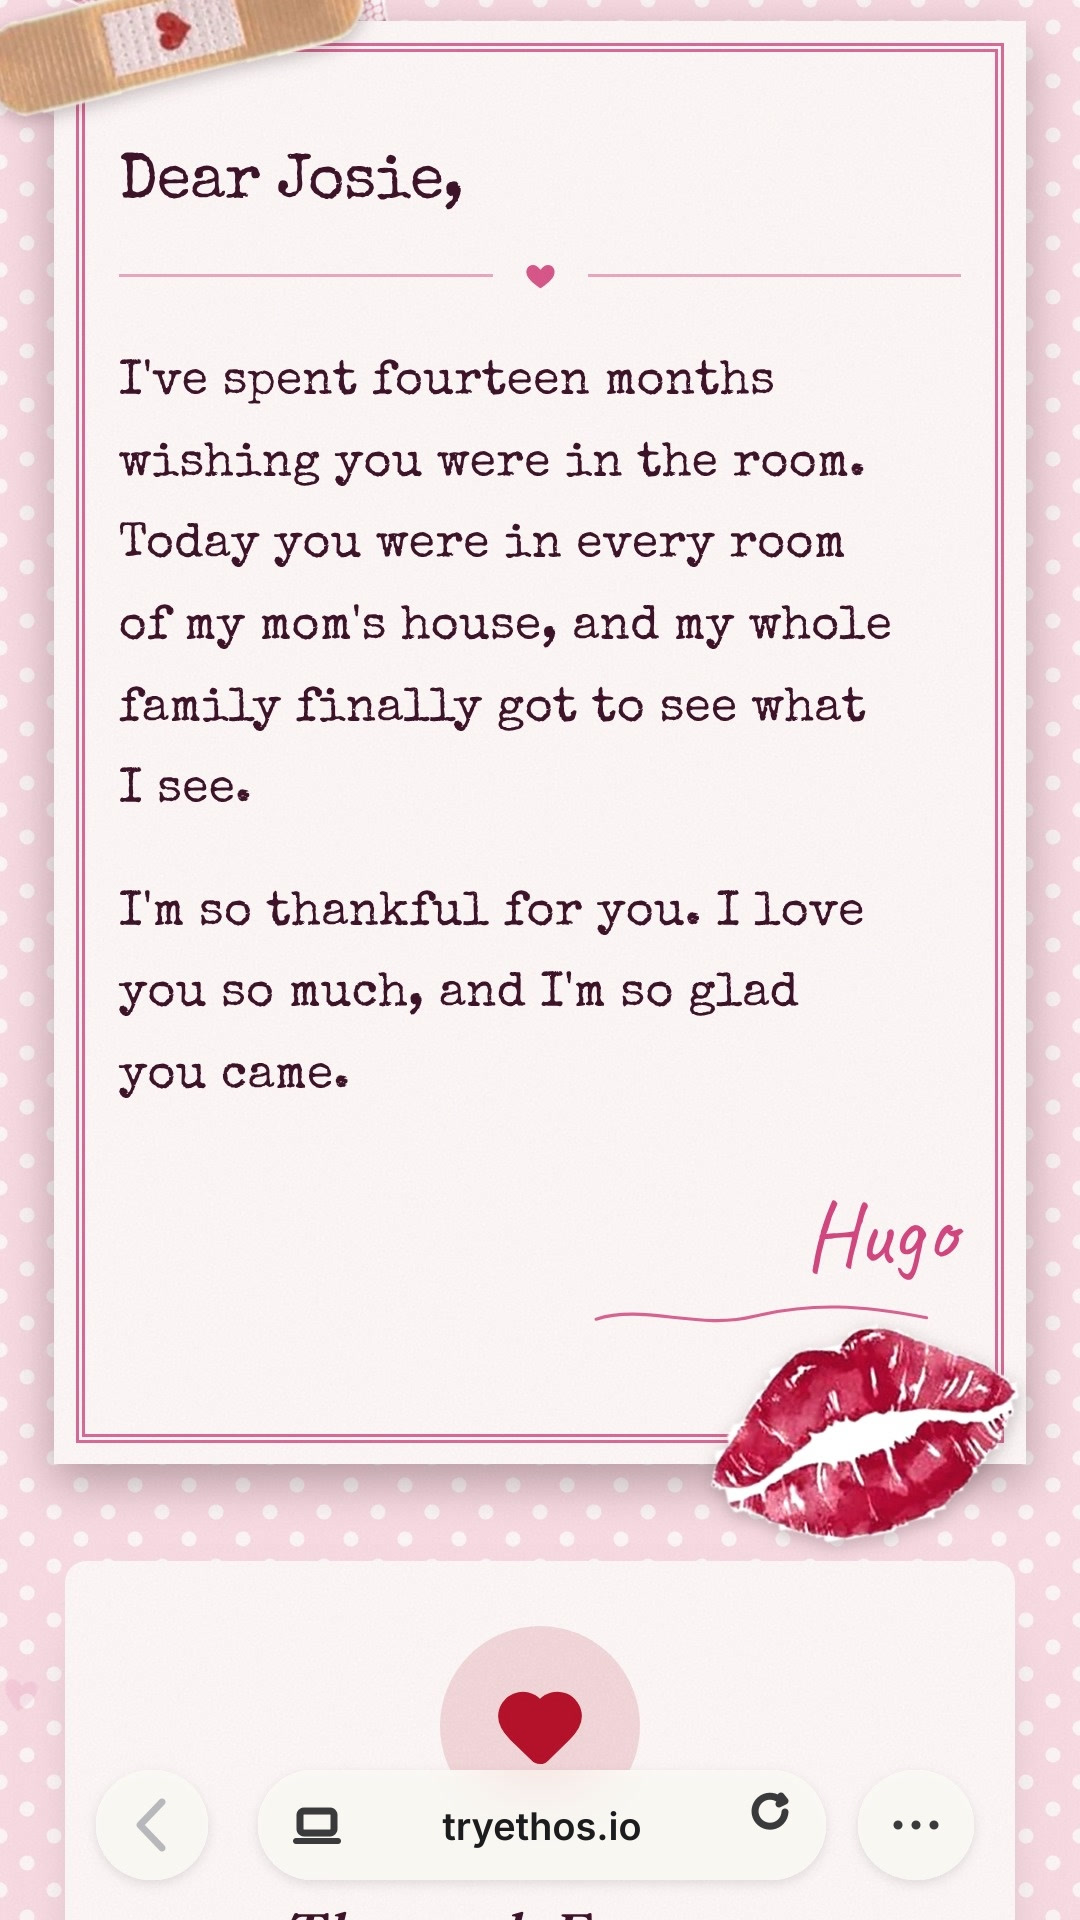 Dear Josie,
I've spent fourteen months
wishing you were in the room.
Today you were in every room
of my mom's house, and my whole
family finally got to see what
I see.
I'm so thankful for you. I love
you so much, and I'm so glad
you came.
Hugo
tryethos.io